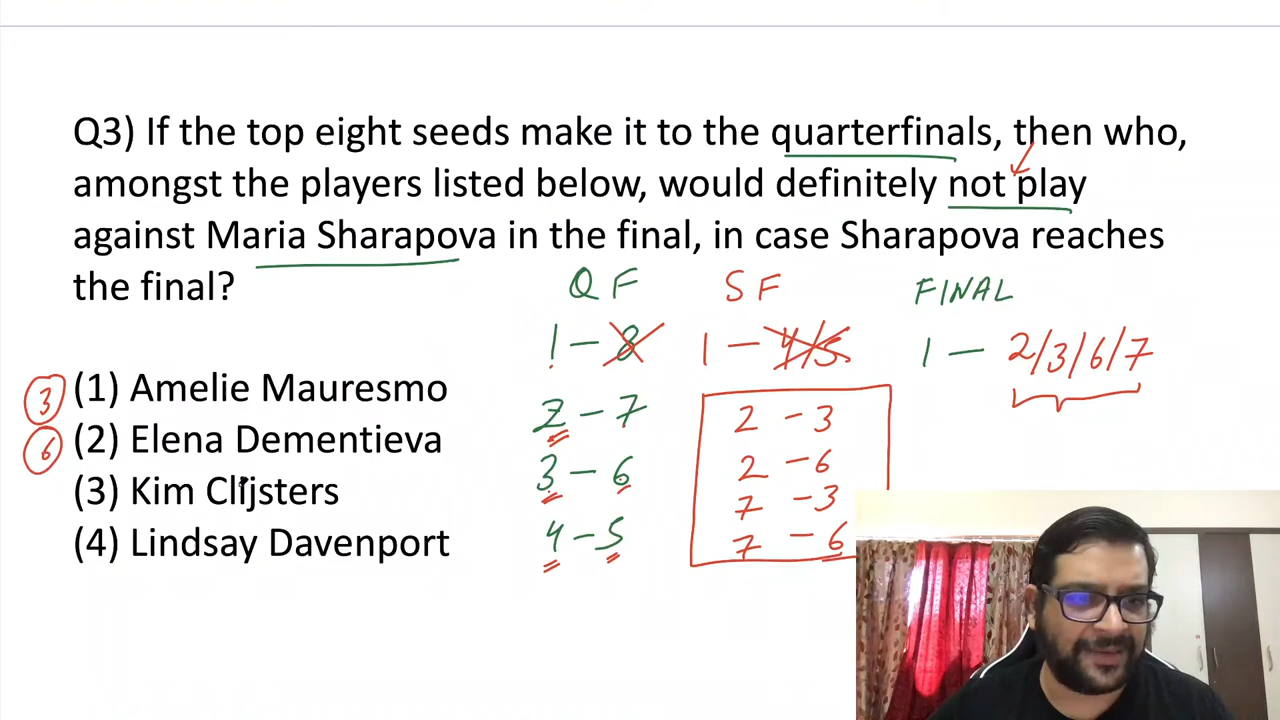 Q3) If the top eight seeds make it to the quarterfinals, then who,
amongst the players listed below, would definitely not play
against Maria Sharapova in the final, in case Sharapova reaches
the final?
QF SF FINAL
1 - 8 1 - 4/5 1 - 2/3/6/7
3 (1) Amelie Mauresmo
2 - 7 2 - 3
6 (2) Elena Dementieva
3 - 6 2 - 6
(3) Kim Clijsters
7 - 3
(4) Lindsay Davenport
4 - 5 7 - 6